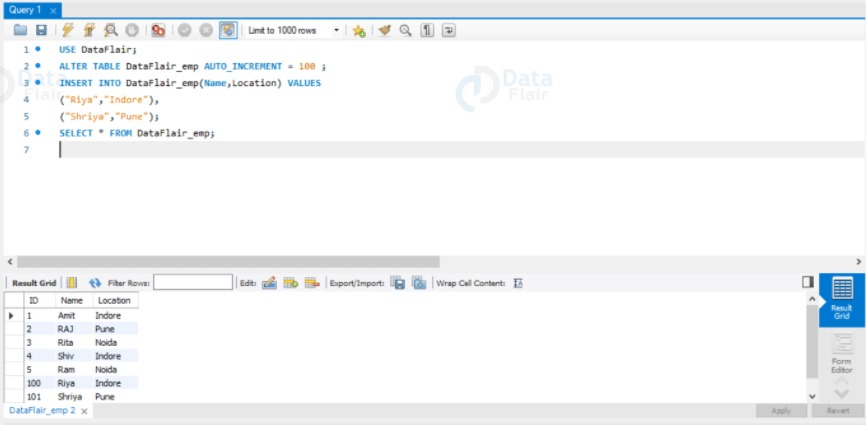 Query 1
Limit to 1000 rows
1 USE DataFlair;
2 ALTER TABLE DataFlair_emp AUTO_INCREMENT = 100 ;
3 INSERT INTO DataFlair_emp(Name,Location) VALUES
4 ("Riya","Indore"),
5 ("Shriya","Pune");
6 SELECT * FROM DataFlair_emp;
7
Data
Flair
Data
Flair
Result Grid Filter Rows: Edit: Export/Import: Wrap Cell Content:
ID Name Location
1 Amit Indore
2 RAJ Pune
3 Rita Noida
4 Shiv Indore
5 Ram Noida
100 Riya Indore
101 Shriya Pune
Result
Grid
Form
Editor
DataFlair_emp 2
Apply Revert